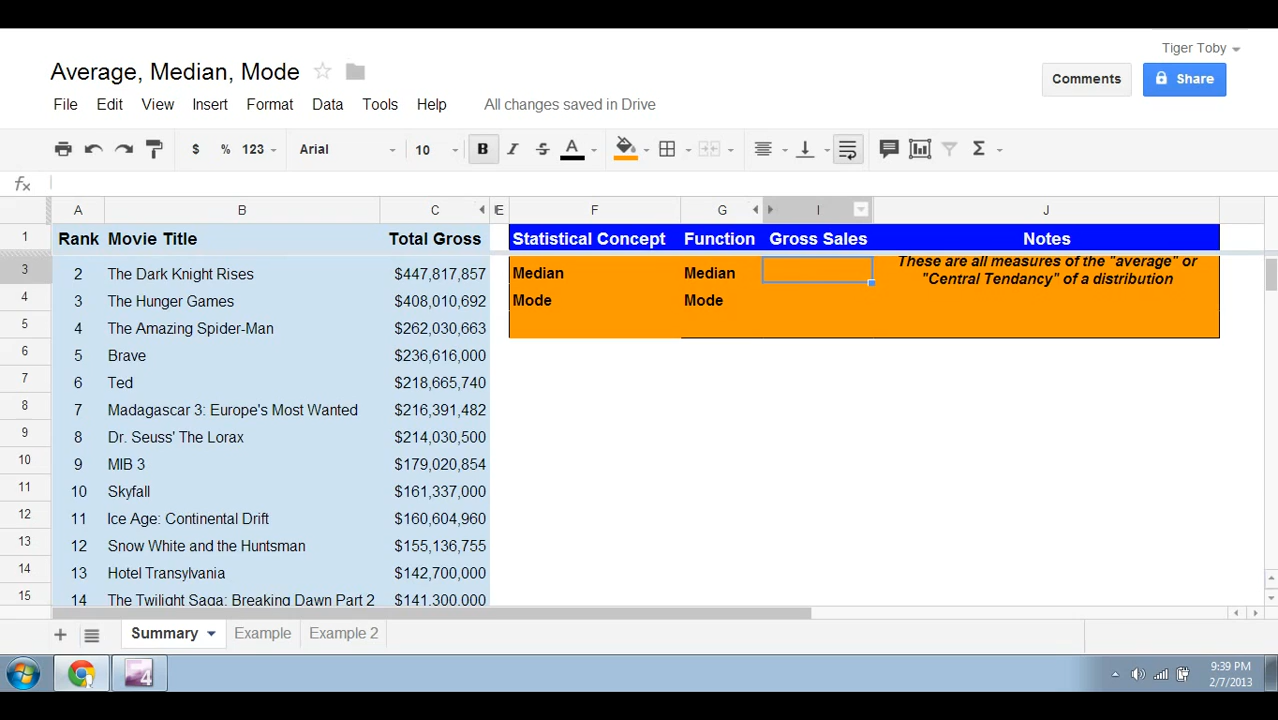 Tiger Toby
Average, Median, Mode
Comments
Share
File Edit View Insert Format Data Tools Help All changes saved in Drive
$ % 123 Arial 10 B I S A Σ
fx
A B C E F G I J
1 Rank Movie Title Total Gross Statistical Concept Function Gross Sales Notes
These are all measures of the "average" or
3 2 The Dark Knight Rises $447,817,857 Median Median "Central Tendancy" of a distribution
4 3 The Hunger Games $408,010,692 Mode Mode
5 4 The Amazing Spider-Man $262,030,663
6 5 Brave $236,616,000
7 6 Ted $218,665,740
8 7 Madagascar 3: Europe's Most Wanted $216,391,482
9 8 Dr. Seuss' The Lorax $214,030,500
10 9 MIB 3 $179,020,854
11 10 Skyfall $161,337,000
12 11 Ice Age: Continental Drift $160,604,960
13 12 Snow White and the Huntsman $155,136,755
14 13 Hotel Transylvania $142,700,000
15 14 The Twilight Saga: Breaking Dawn Part 2 $141,300,000
+ Summary Example Example 2
4
9:39 PM
2/7/2013